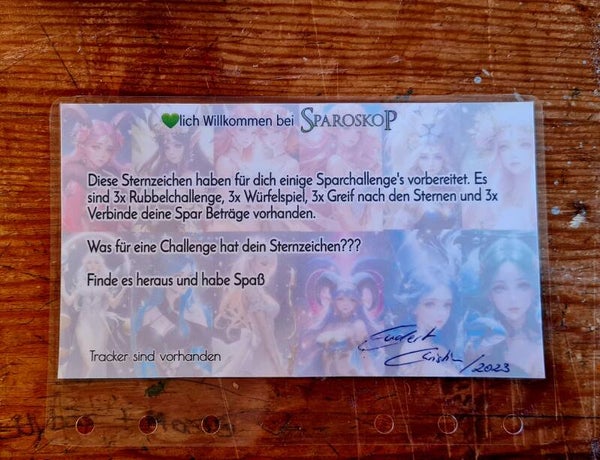 💚lich Willkommen bei SPAROSKOP
Diese Sternzeichen haben für dich einige Sparchallenge's vorbereitet. Es
sind 3x Rubbelchallenge, 3x Würfelspiel, 3x Greif nach den Sternen und 3x
Verbinde deine Spar Beträge vorhanden.
Was für eine Challenge hat dein Sternzeichen???
Finde es heraus und habe Spaß
Tracker sind vorhanden
/2023